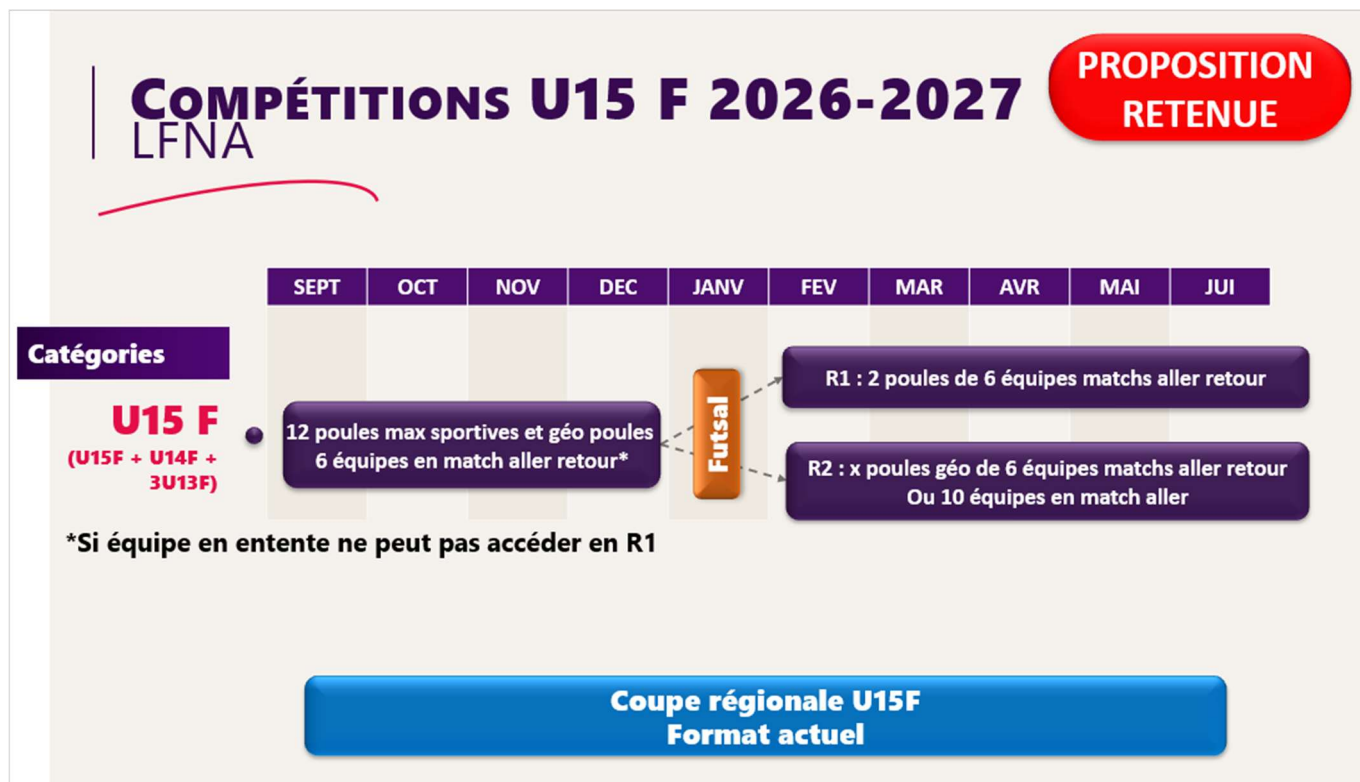 COMPÉTITIONS U15 F 2026-2027
LFNA
PROPOSITION
RETENUE
SEPT OCT NOV DEC JANV FEV MAR AVR MAI JUI
Catégories
U15 F
(U15F + U14F +
3U13F)
12 poules max sportives et géo poules
6 équipes en match aller retour*
Futsal
R1 : 2 poules de 6 équipes matchs aller retour
R2 : x poules géo de 6 équipes matchs aller retour
Ou 10 équipes en match aller
*Si équipe en entente ne peut pas accéder en R1
Coupe régionale U15F
Format actuel